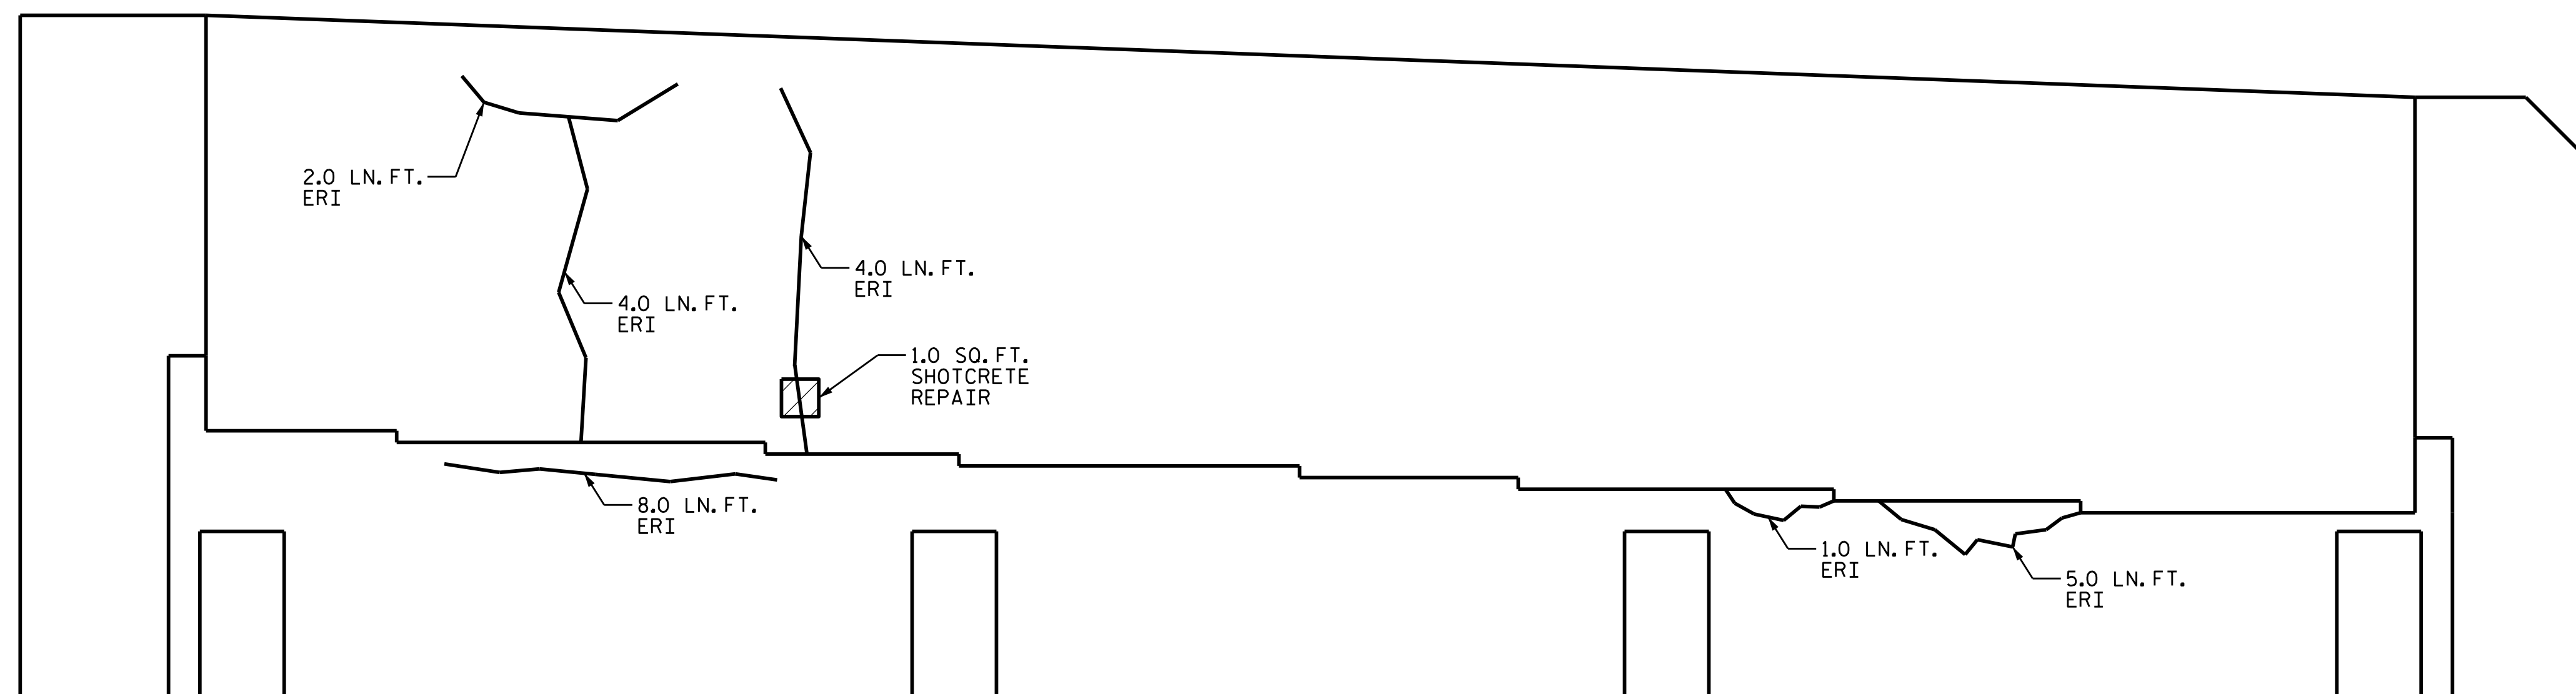 2.0 LN.FT.
ERI
4.0 LN.FT.
ERI
4.0 LN.FT.
ERI
1.0 SQ.FT.
SHOTCRETE
REPAIR
8.0 LN.FT.
ERI
1.0 LN.FT.
ERI
5.0 LN.FT.
ERI